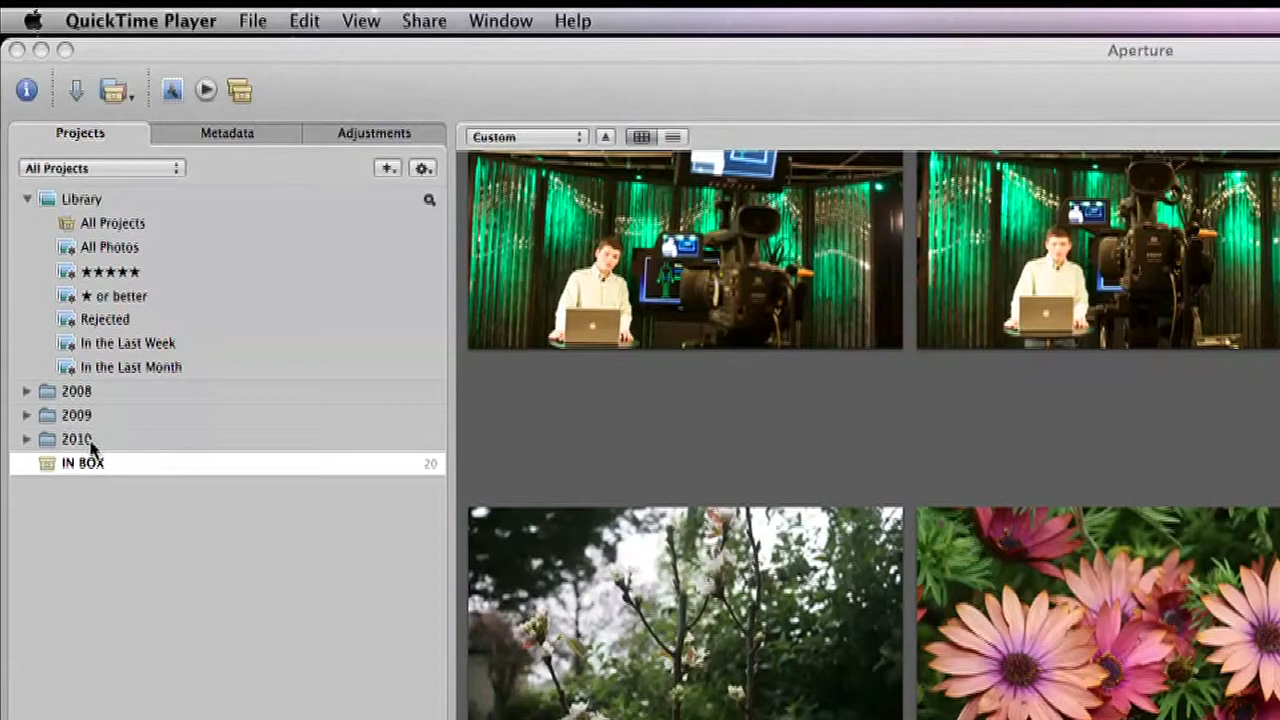 QuickTime Player File Edit View Share Window Help
Aperture
Projects Metadata Adjustments
Custom
All Projects
Library
All Projects
All Photos
★★★★★
★ or better
Rejected
In the Last Week
In the Last Month
2008
2009
2010
IN BOX 20